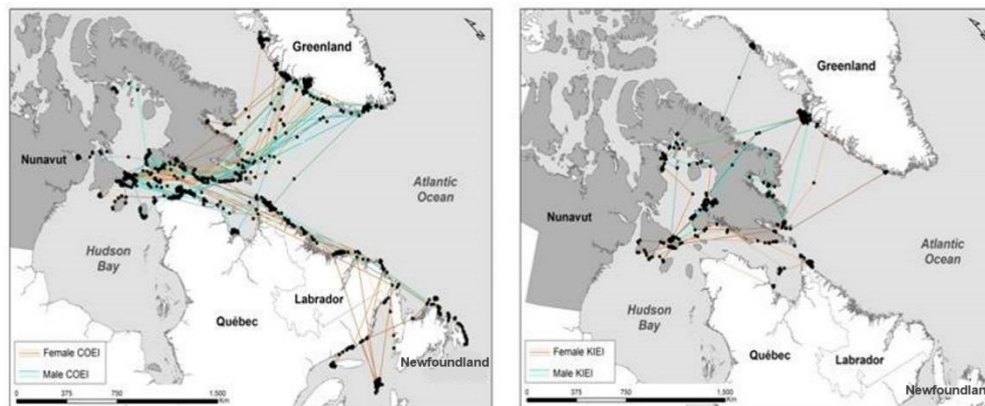 Greenland
Nunavut
Atlantic
Ocean
Hudson
Bay
Labrador
Québec
Newfoundland
Female COEI
Male COEI
0 375 750 1,500
Km
Greenland
Nunavut
Atlantic
Ocean
Hudson
Bay
Québec
Labrador
Newfoundland
Female KIEI
Male KIEI
0 375 750 1,500
Km